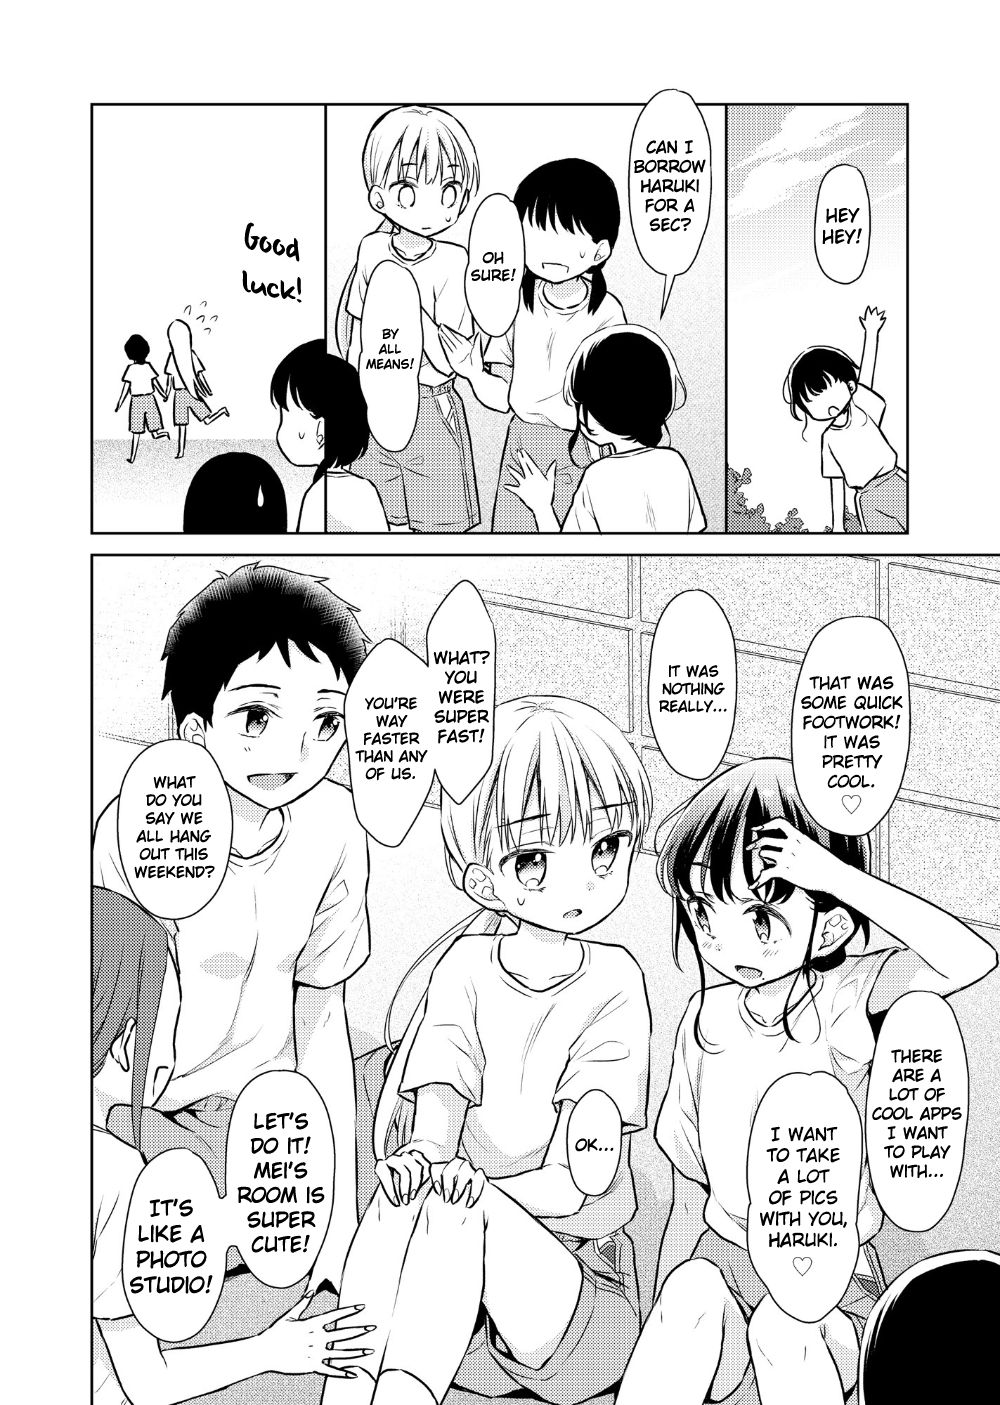 HEY
HEY!
CAN I
BORROW
HARUKI
FOR A
SEC?
OH
SURE!
BY
ALL
MEANS!
Good
luck!
THAT WAS
SOME QUICK
FOOTWORK!
IT WAS
PRETTY
COOL.
♡
IT WAS
NOTHING
REALLY...
WHAT?
YOU
WERE
SUPER
FAST!
YOU'RE
WAY
FASTER
THAN ANY
OF US.
WHAT
DO YOU
SAY WE
ALL HANG
OUT THIS
WEEKEND?
THERE
ARE A
LOT OF
COOL APPS
I WANT
TO PLAY
WITH...
I WANT
TO TAKE
A LOT
OF PICS
WITH YOU,
HARUKI.
♡
OK...
LET'S
DO IT!
MEI'S
ROOM IS
SUPER
CUTE!
IT'S
LIKE A
PHOTO
STUDIO!